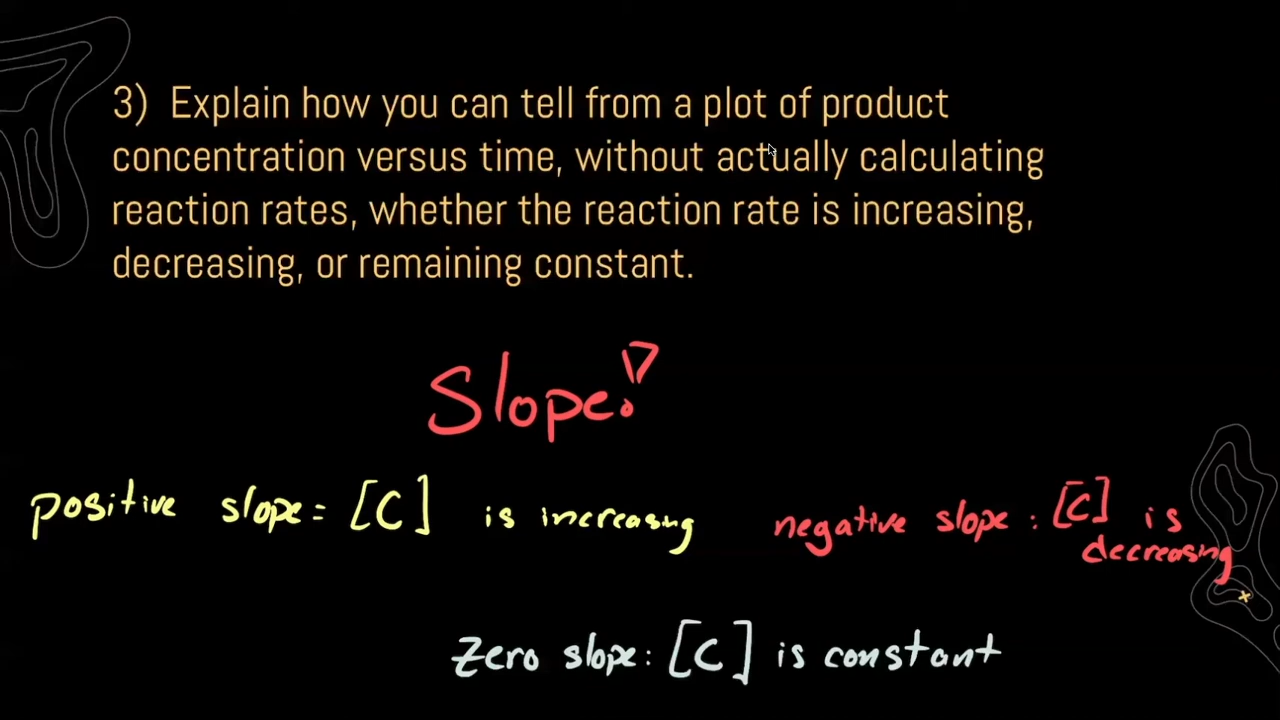 3) Explain how you can tell from a plot of product
concentration versus time, without actually calculating
reaction rates, whether the reaction rate is increasing,
decreasing, or remaining constant.
Slope!
positive slope = [C] is increasing
negative slope : [C] is
decreasing
Zero slope: [C] is constant